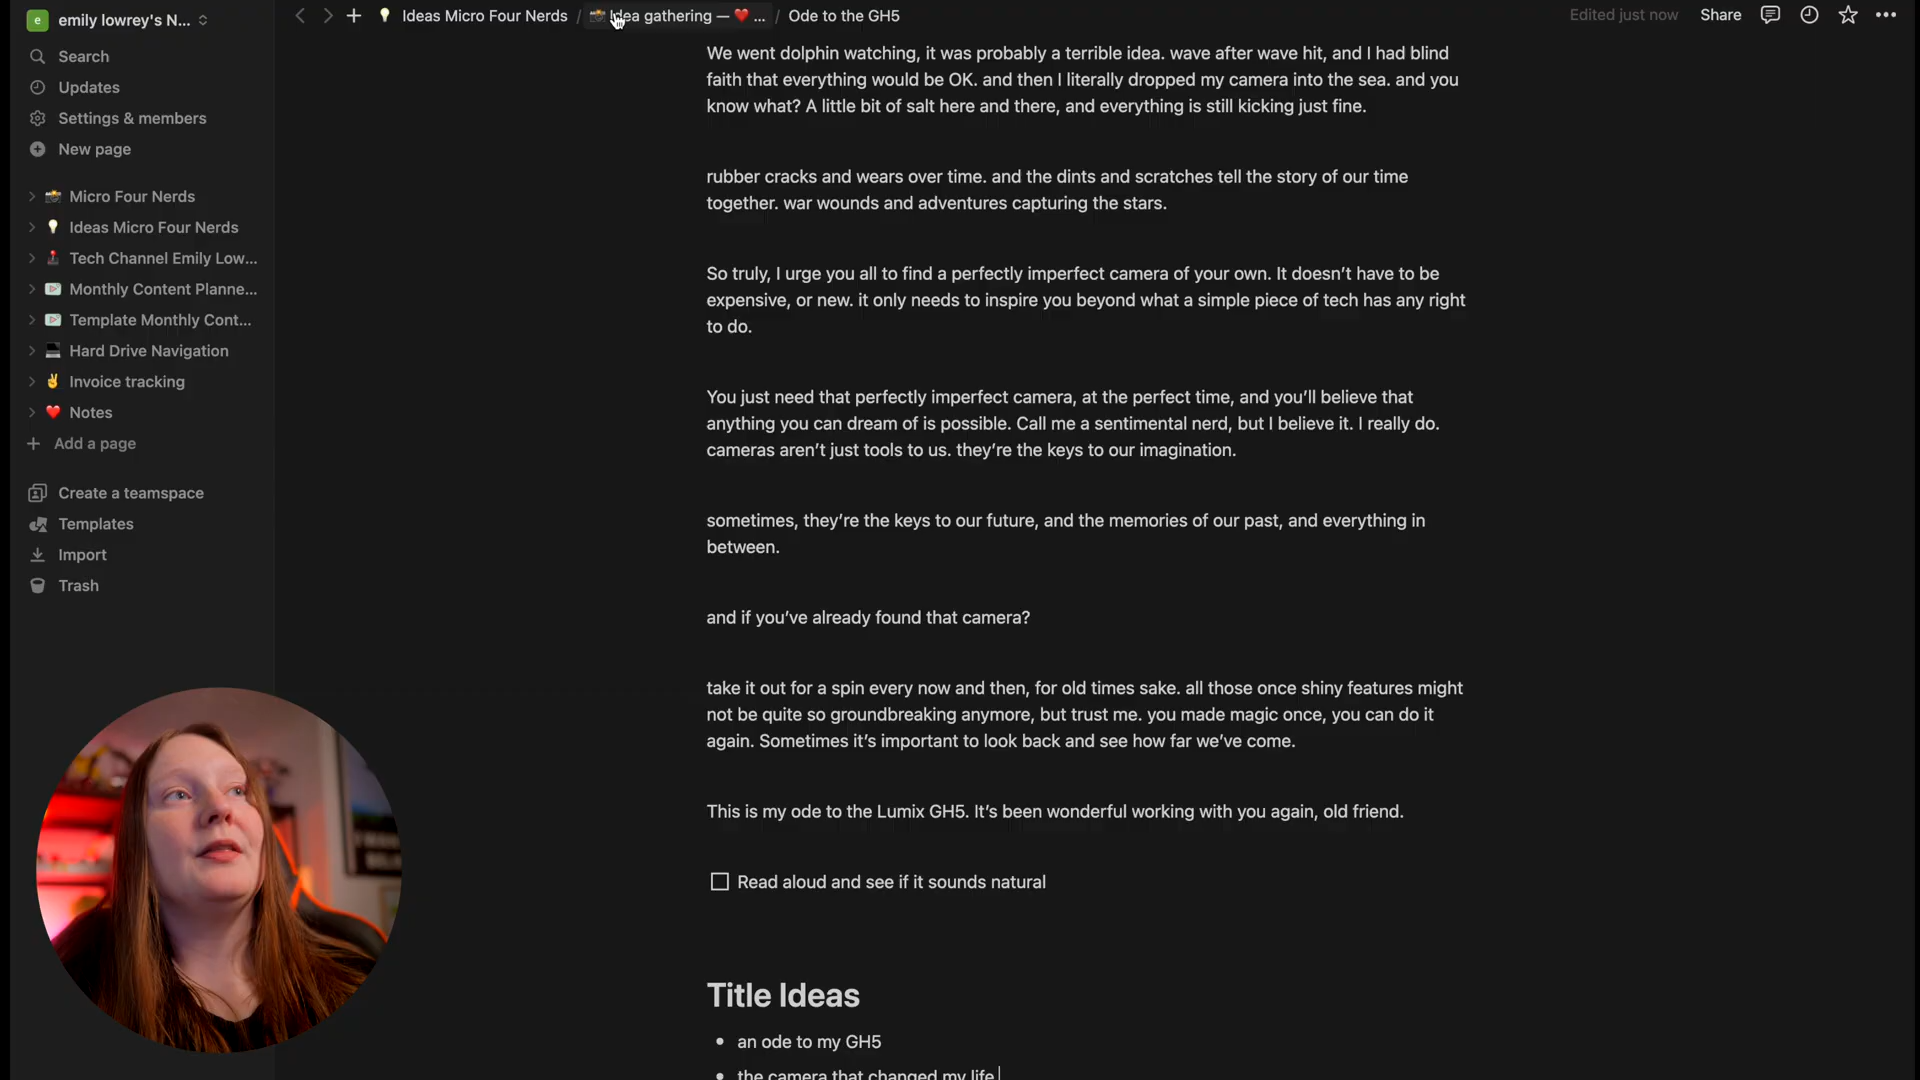 e emily lowrey's N...
Search
Updates
Settings & members
New page
Micro Four Nerds
Ideas Micro Four Nerds
Tech Channel Emily Low...
Monthly Content Planne...
Template Monthly Cont...
Hard Drive Navigation
Invoice tracking
Notes
Add a page
Create a teamspace
Templates
Import
Trash
Ideas Micro Four Nerds / Idea gathering — ... / Ode to the GH5
Edited just now Share
We went dolphin watching, it was probably a terrible idea. wave after wave hit, and I had blind
faith that everything would be OK. and then I literally dropped my camera into the sea. and you
know what? A little bit of salt here and there, and everything is still kicking just fine.
rubber cracks and wears over time. and the dints and scratches tell the story of our time
together. war wounds and adventures capturing the stars.
So truly, I urge you all to find a perfectly imperfect camera of your own. It doesn't have to be
expensive, or new. it only needs to inspire you beyond what a simple piece of tech has any right
to do.
You just need that perfectly imperfect camera, at the perfect time, and you'll believe that
anything you can dream of is possible. Call me a sentimental nerd, but I believe it. I really do.
cameras aren't just tools to us. they're the keys to our imagination.
sometimes, they're the keys to our future, and the memories of our past, and everything in
between.
and if you've already found that camera?
take it out for a spin every now and then, for old times sake. all those once shiny features might
not be quite so groundbreaking anymore, but trust me. you made magic once, you can do it
again. Sometimes it's important to look back and see how far we've come.
This is my ode to the Lumix GH5. It's been wonderful working with you again, old friend.
Read aloud and see if it sounds natural
Title Ideas
• an ode to my GH5
• the camera that changed my life